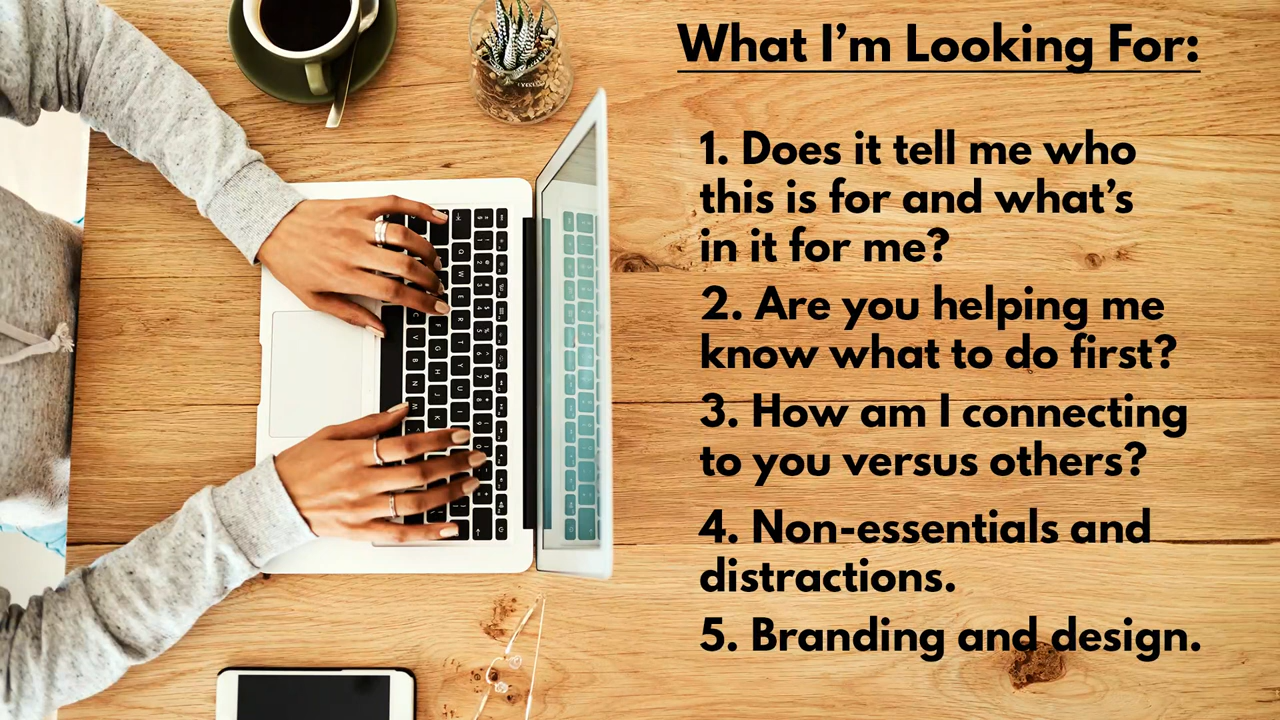 What I'm Looking For:
1. Does it tell me who
this is for and what's
in it for me?
2. Are you helping me
know what to do first?
3. How am I connecting
to you versus others?
4. Non-essentials and
distractions.
5. Branding and design.